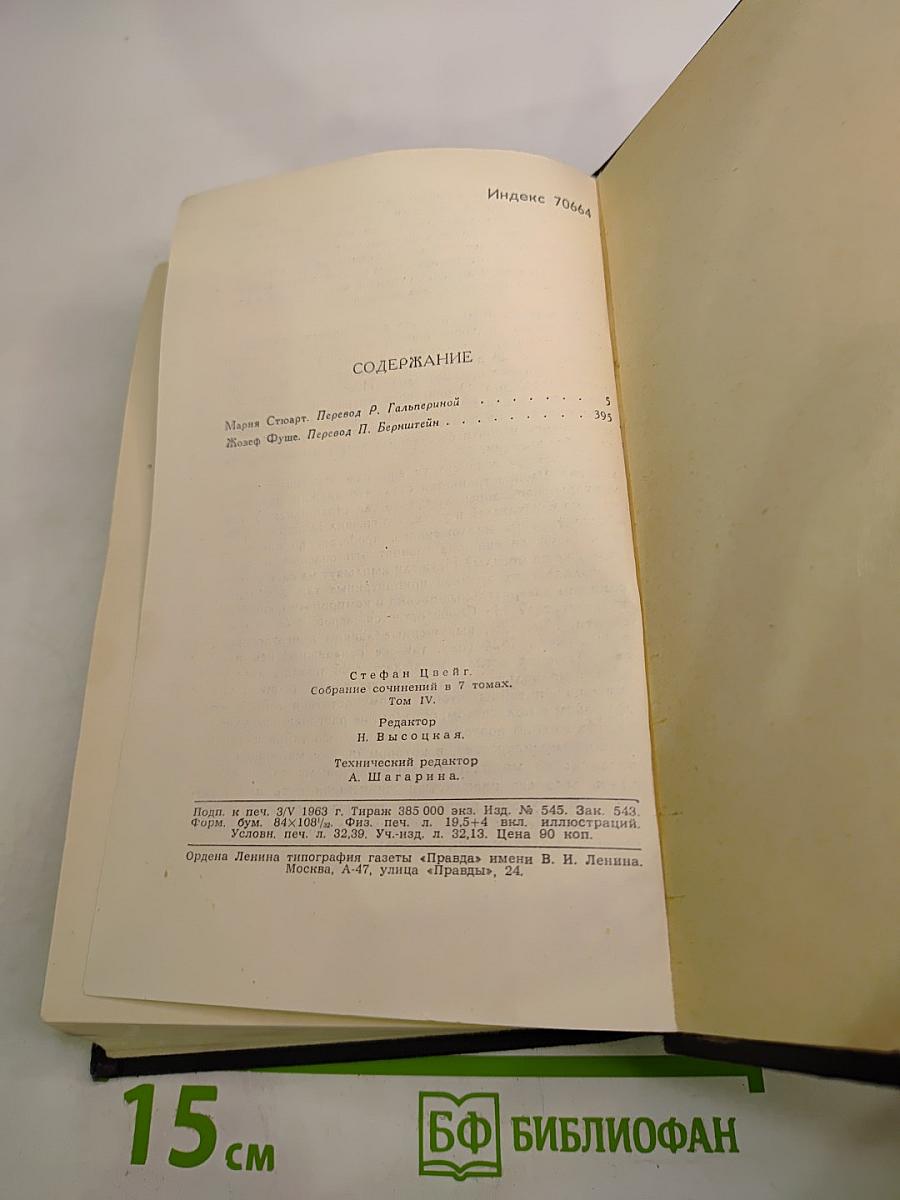 Индекс 70664
СОДЕРЖАНИЕ
Мария Стюарт. Перевод Р. Гальпериной . . . . . . . 5
Жозеф Фуше. Перевод П. Бернштейн . . . . . . . . . 395
Стефан Цвейг.
Собрание сочинений в 7 томах.
Том IV.
Редактор
Н. Высоцкая.
Технический редактор
А. Шагарина.
Подп. к печ. 3/V 1963 г. Тираж 385 000 экз. Изд. № 545. Зак. 543.
Форм. бум. 84×108¹/₃₂. Физ. печ. л. 19,5+4 вкл. иллюстраций.
Условн. печ. л. 32,39. Уч.-изд. л. 32,13. Цена 90 коп.
Ордена Ленина типография газеты «Правда» имени В. И. Ленина.
Москва, А-47, улица «Правды», 24.
15 см
БФ БИБЛИОФАН